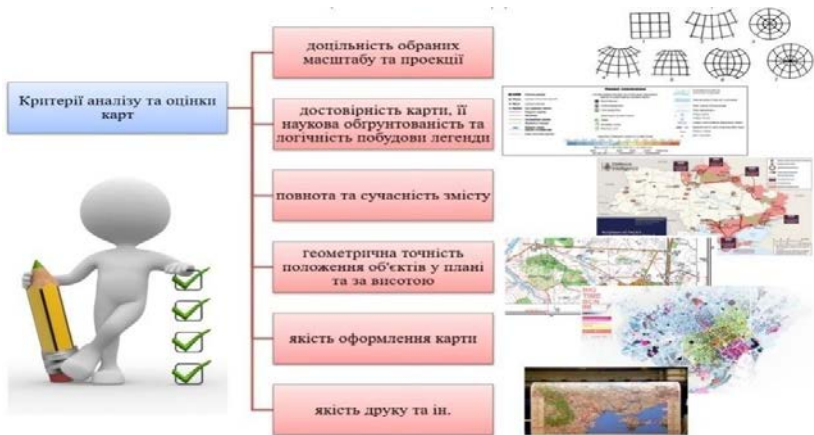 Критерії аналізу та оцінки
карт
доцільність обраних
масштабу та проекції
достовірність карти, її
наукова обґрунтованість та
логічність побудови легенди
повнота та сучасність змісту
геометрична точність
положення об'єктів у плані
та за висотою
якість оформлення карти
якість друку та ін.